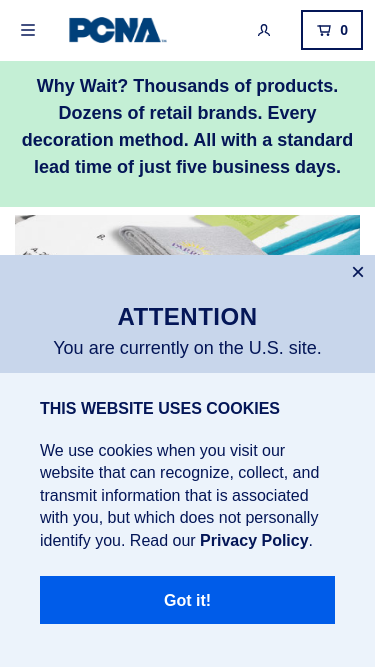 PCNA
0
Why Wait? Thousands of products.
Dozens of retail brands. Every
decoration method. All with a standard
lead time of just five business days.
ATTENTION
You are currently on the U.S. site.
THIS WEBSITE USES COOKIES
We use cookies when you visit our
website that can recognize, collect, and
transmit information that is associated
with you, but which does not personally
identify you. Read our Privacy Policy.
Got it!